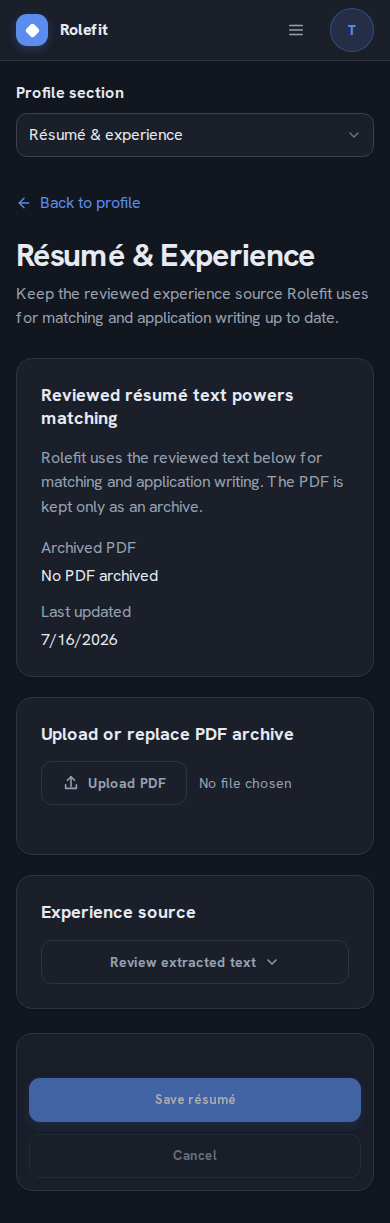 Rolefit
T
Profile section
Résumé & experience
Back to profile
Résumé & Experience
Keep the reviewed experience source Rolefit uses
for matching and application writing up to date.
Reviewed résumé text powers
matching
Rolefit uses the reviewed text below for
matching and application writing. The PDF is
kept only as an archive.
Archived PDF
No PDF archived
Last updated
7/16/2026
Upload or replace PDF archive
Upload PDF
No file chosen
Experience source
Review extracted text
Save résumé
Cancel